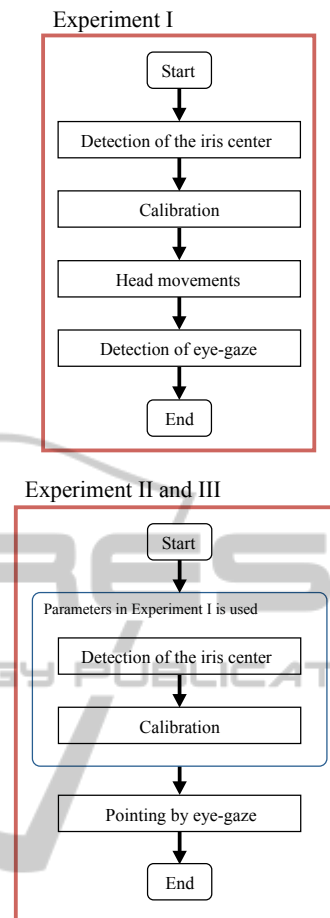 Experiment I
Start
Detection of the iris center
Calibration
Head movements
Detection of eye-gaze
End
Experiment II and III
Start
Parameters in Experiment I is used
Detection of the iris center
Calibration
Pointing by eye-gaze
End